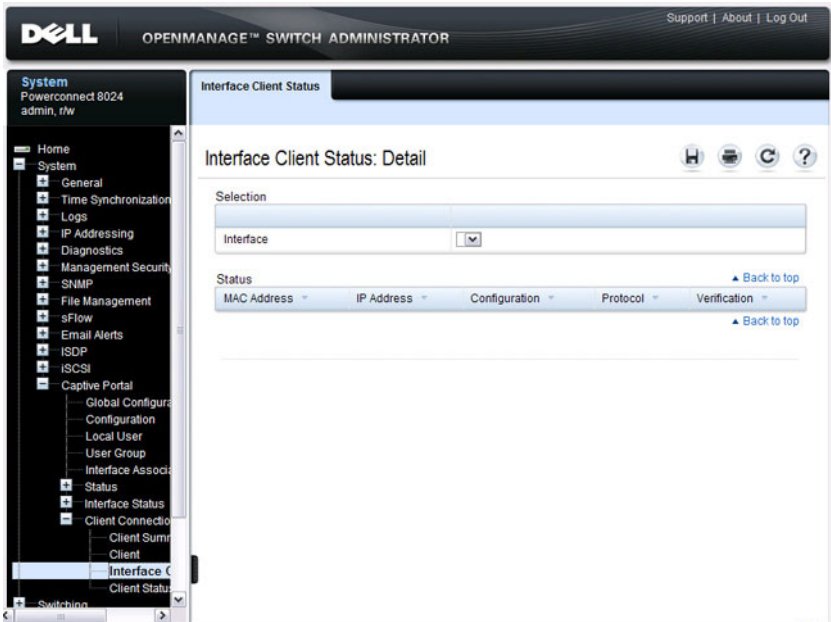 Support | About | Log Out
DELL OPENMANAGE™ SWITCH ADMINISTRATOR
System
Powerconnect 8024
admin, r/w
Home
System
General
Time Synchronization
Logs
IP Addressing
Diagnostics
Management Security
SNMP
File Management
sFlow
Email Alerts
ISDP
iSCSI
Captive Portal
Global Configura
Configuration
Local User
User Group
Interface Associa
Status
Interface Status
Client Connectio
Client Summ
Client
Interface C
Client Status
Switching
Interface Client Status
Interface Client Status: Detail
Selection
Interface
Status
Back to top
MAC Address IP Address Configuration Protocol Verification
Back to top